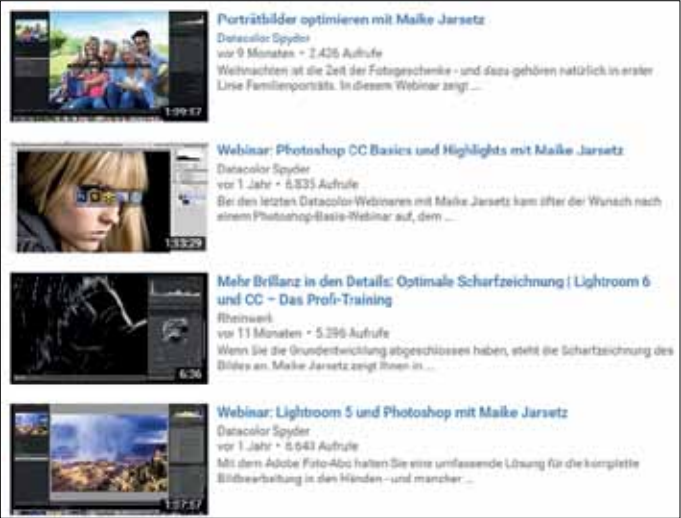 Porträtbilder optimieren mit Maike Jarsetz
Datacolor Spyder
vor 9 Monaten • 2.426 Aufrufe
Weihnachten ist die Zeit der Fotogeschenke - und dazu gehören natürlich in erster
Linie Familienporträts. In diesem Webinar zeigt ...
1:09:57
Webinar: Photoshop CC Basics und Highlights mit Maike Jarsetz
Datacolor Spyder
vor 1 Jahr • 6.835 Aufrufe
Bei den letzten Datacolor-Webinaren mit Maike Jarsetz kam öfter der Wunsch nach
einem Photoshop-Basis-Webinar auf, dem ...
1:13:29
Mehr Brillanz in den Details: Optimale Scharfzeichnung | Lightroom 6
und CC – Das Profi-Training
Rheinwerk
vor 11 Monaten • 5.396 Aufrufe
Wenn Sie die Grundentwicklung abgeschlossen haben, steht die Scharfzeichnung des
Bildes an. Maike Jarsetz zeigt Ihnen in ...
6:36
Webinar: Lightroom 5 und Photoshop mit Maike Jarsetz
Datacolor Spyder
vor 1 Jahr • 6.643 Aufrufe
Mit dem Adobe Foto-Abo halten Sie eine umfassende Lösung für die komplette
Bildbearbeitung in den Händen - und mancher ...
1:07:57